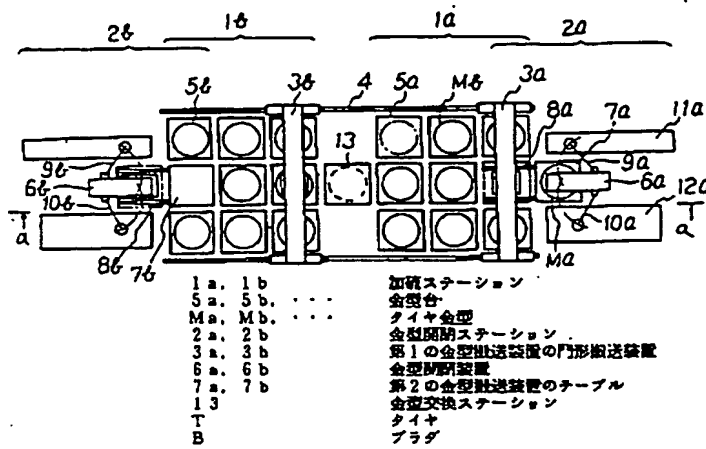 2b 1b 1a 2a
5b 3b 4 5a Mb 3a
8a 7a 11a
13
9b 9a
6b 6a
10b 12a
a 10a a
8b 7b Ma
1a, 1b 加硫ステーション
5a, 5b, ・・・ 金型台
Ma, Mb, ・・・ タイヤ金型
2a, 2b 金型開閉ステーション
3a, 3b 第1の金型搬送装置の門形搬送装置
6a, 6b 金型開閉装置
7a, 7b 第2の金型搬送装置のテーブル
13 金型交換ステーション
T タイヤ
B ブラダ